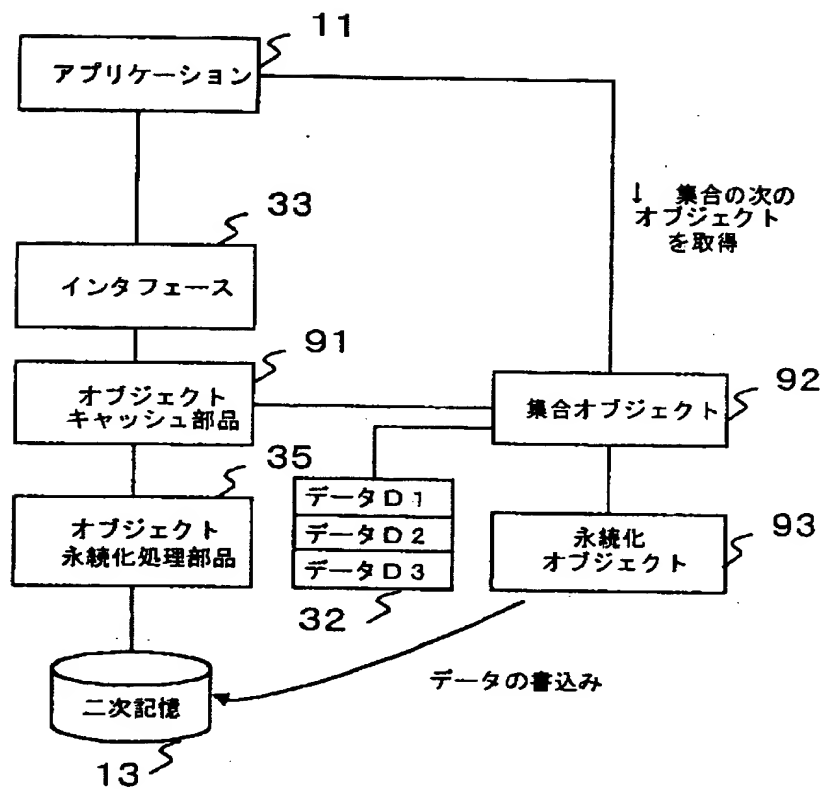 11
アプリケーション
↓ 集合の次の
オブジェクト
を取得
33
インタフェース
91
オブジェクト
キャッシュ部品
92
集合オブジェクト
35
オブジェクト
永続化処理部品
データD1
データD2
データD3
32
93
永続化
オブジェクト
データの書込み
二次記憶
13